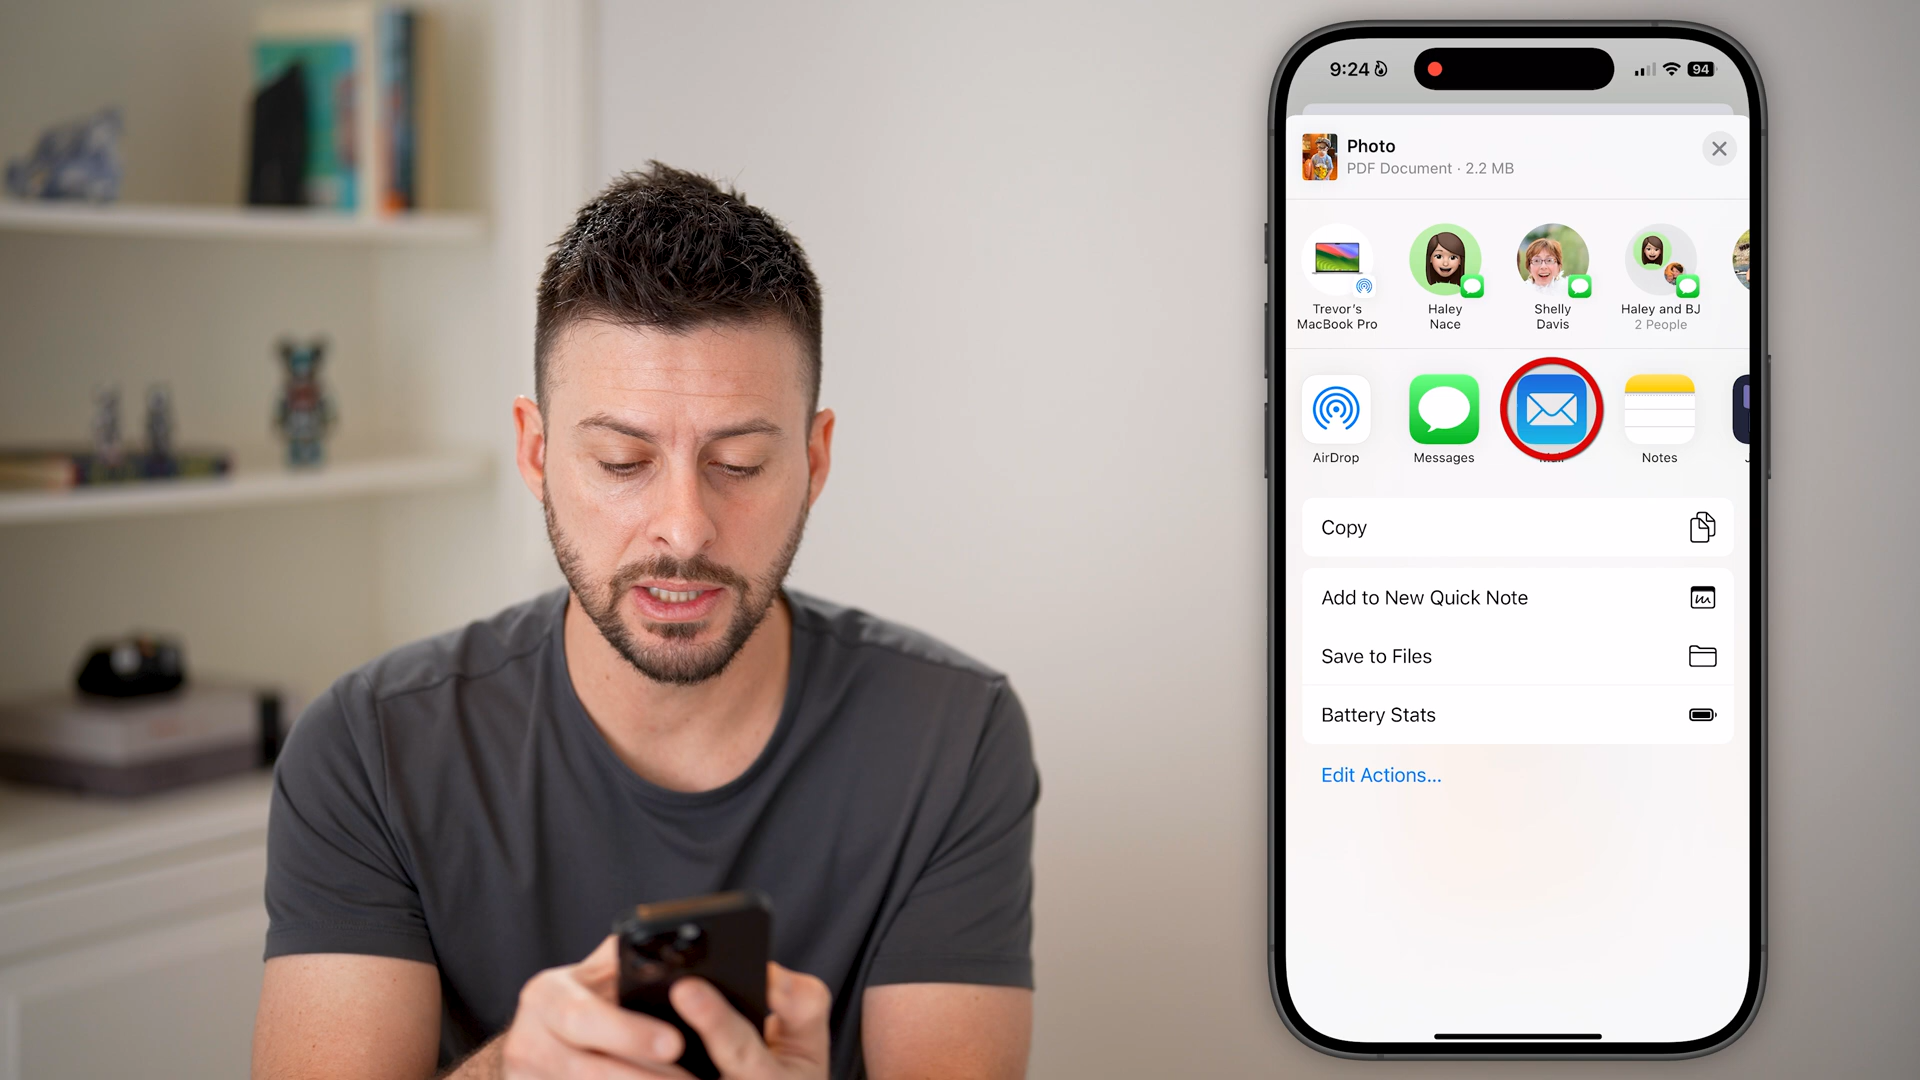 9:24
94
Photo
PDF Document · 2.2 MB
Trevor's
MacBook Pro
Haley
Nace
Shelly
Davis
Haley and BJ
2 People
AirDrop
Messages
Notes
Copy
Add to New Quick Note
Save to Files
Battery Stats
Edit Actions...